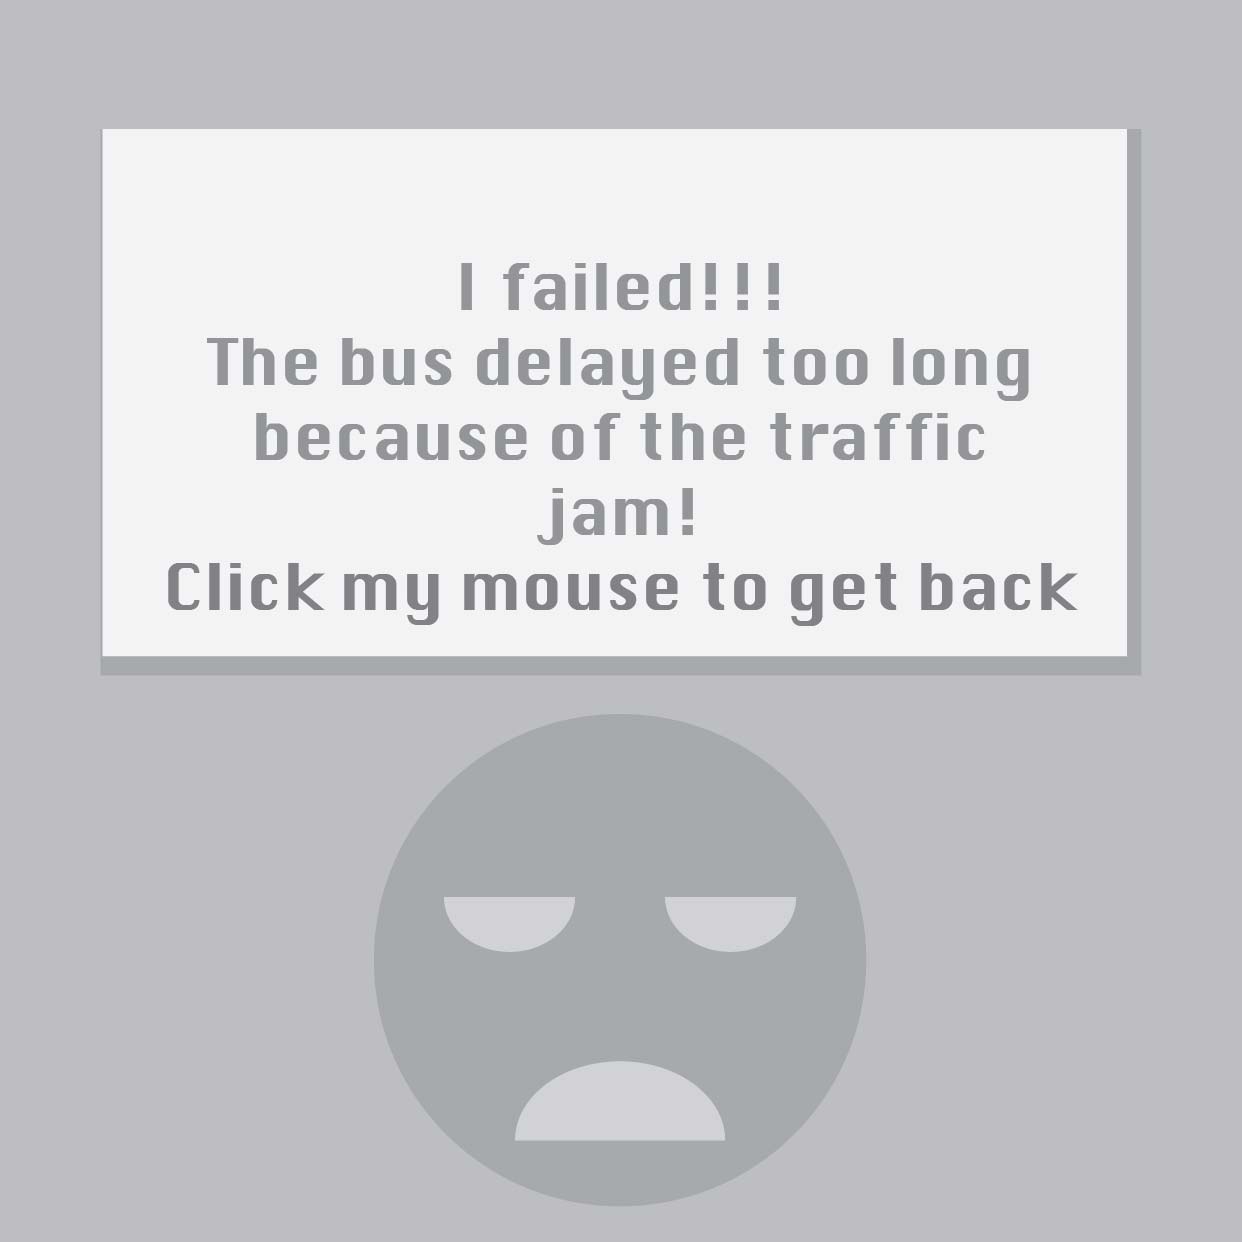 I failed!!!
The bus delayed too long
because of the traffic
jam!
Click my mouse to get back